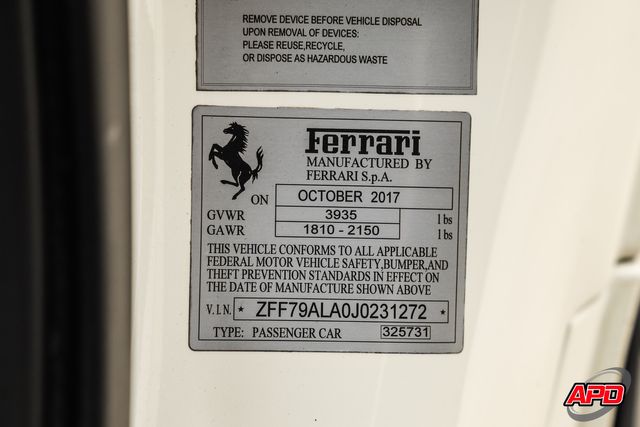 REMOVE DEVICE BEFORE VEHICLE DISPOSAL
UPON REMOVAL OF DEVICES:
PLEASE REUSE,RECYCLE,
OR DISPOSE AS HAZARDOUS WASTE
Ferrari
MANUFACTURED BY
FERRARI S.p.A.
ON OCTOBER 2017
GVWR 3935 lbs
GAWR 1810 - 2150 lbs
THIS VEHICLE CONFORMS TO ALL APPLICABLE
FEDERAL MOTOR VEHICLE SAFETY,BUMPER,AND
THEFT PREVENTION STANDARDS IN EFFECT ON
THE DATE OF MANUFACTURE SHOWN ABOVE
V.I.N. * ZFF79ALA0J0231272 *
TYPE: PASSENGER CAR 325731
APD